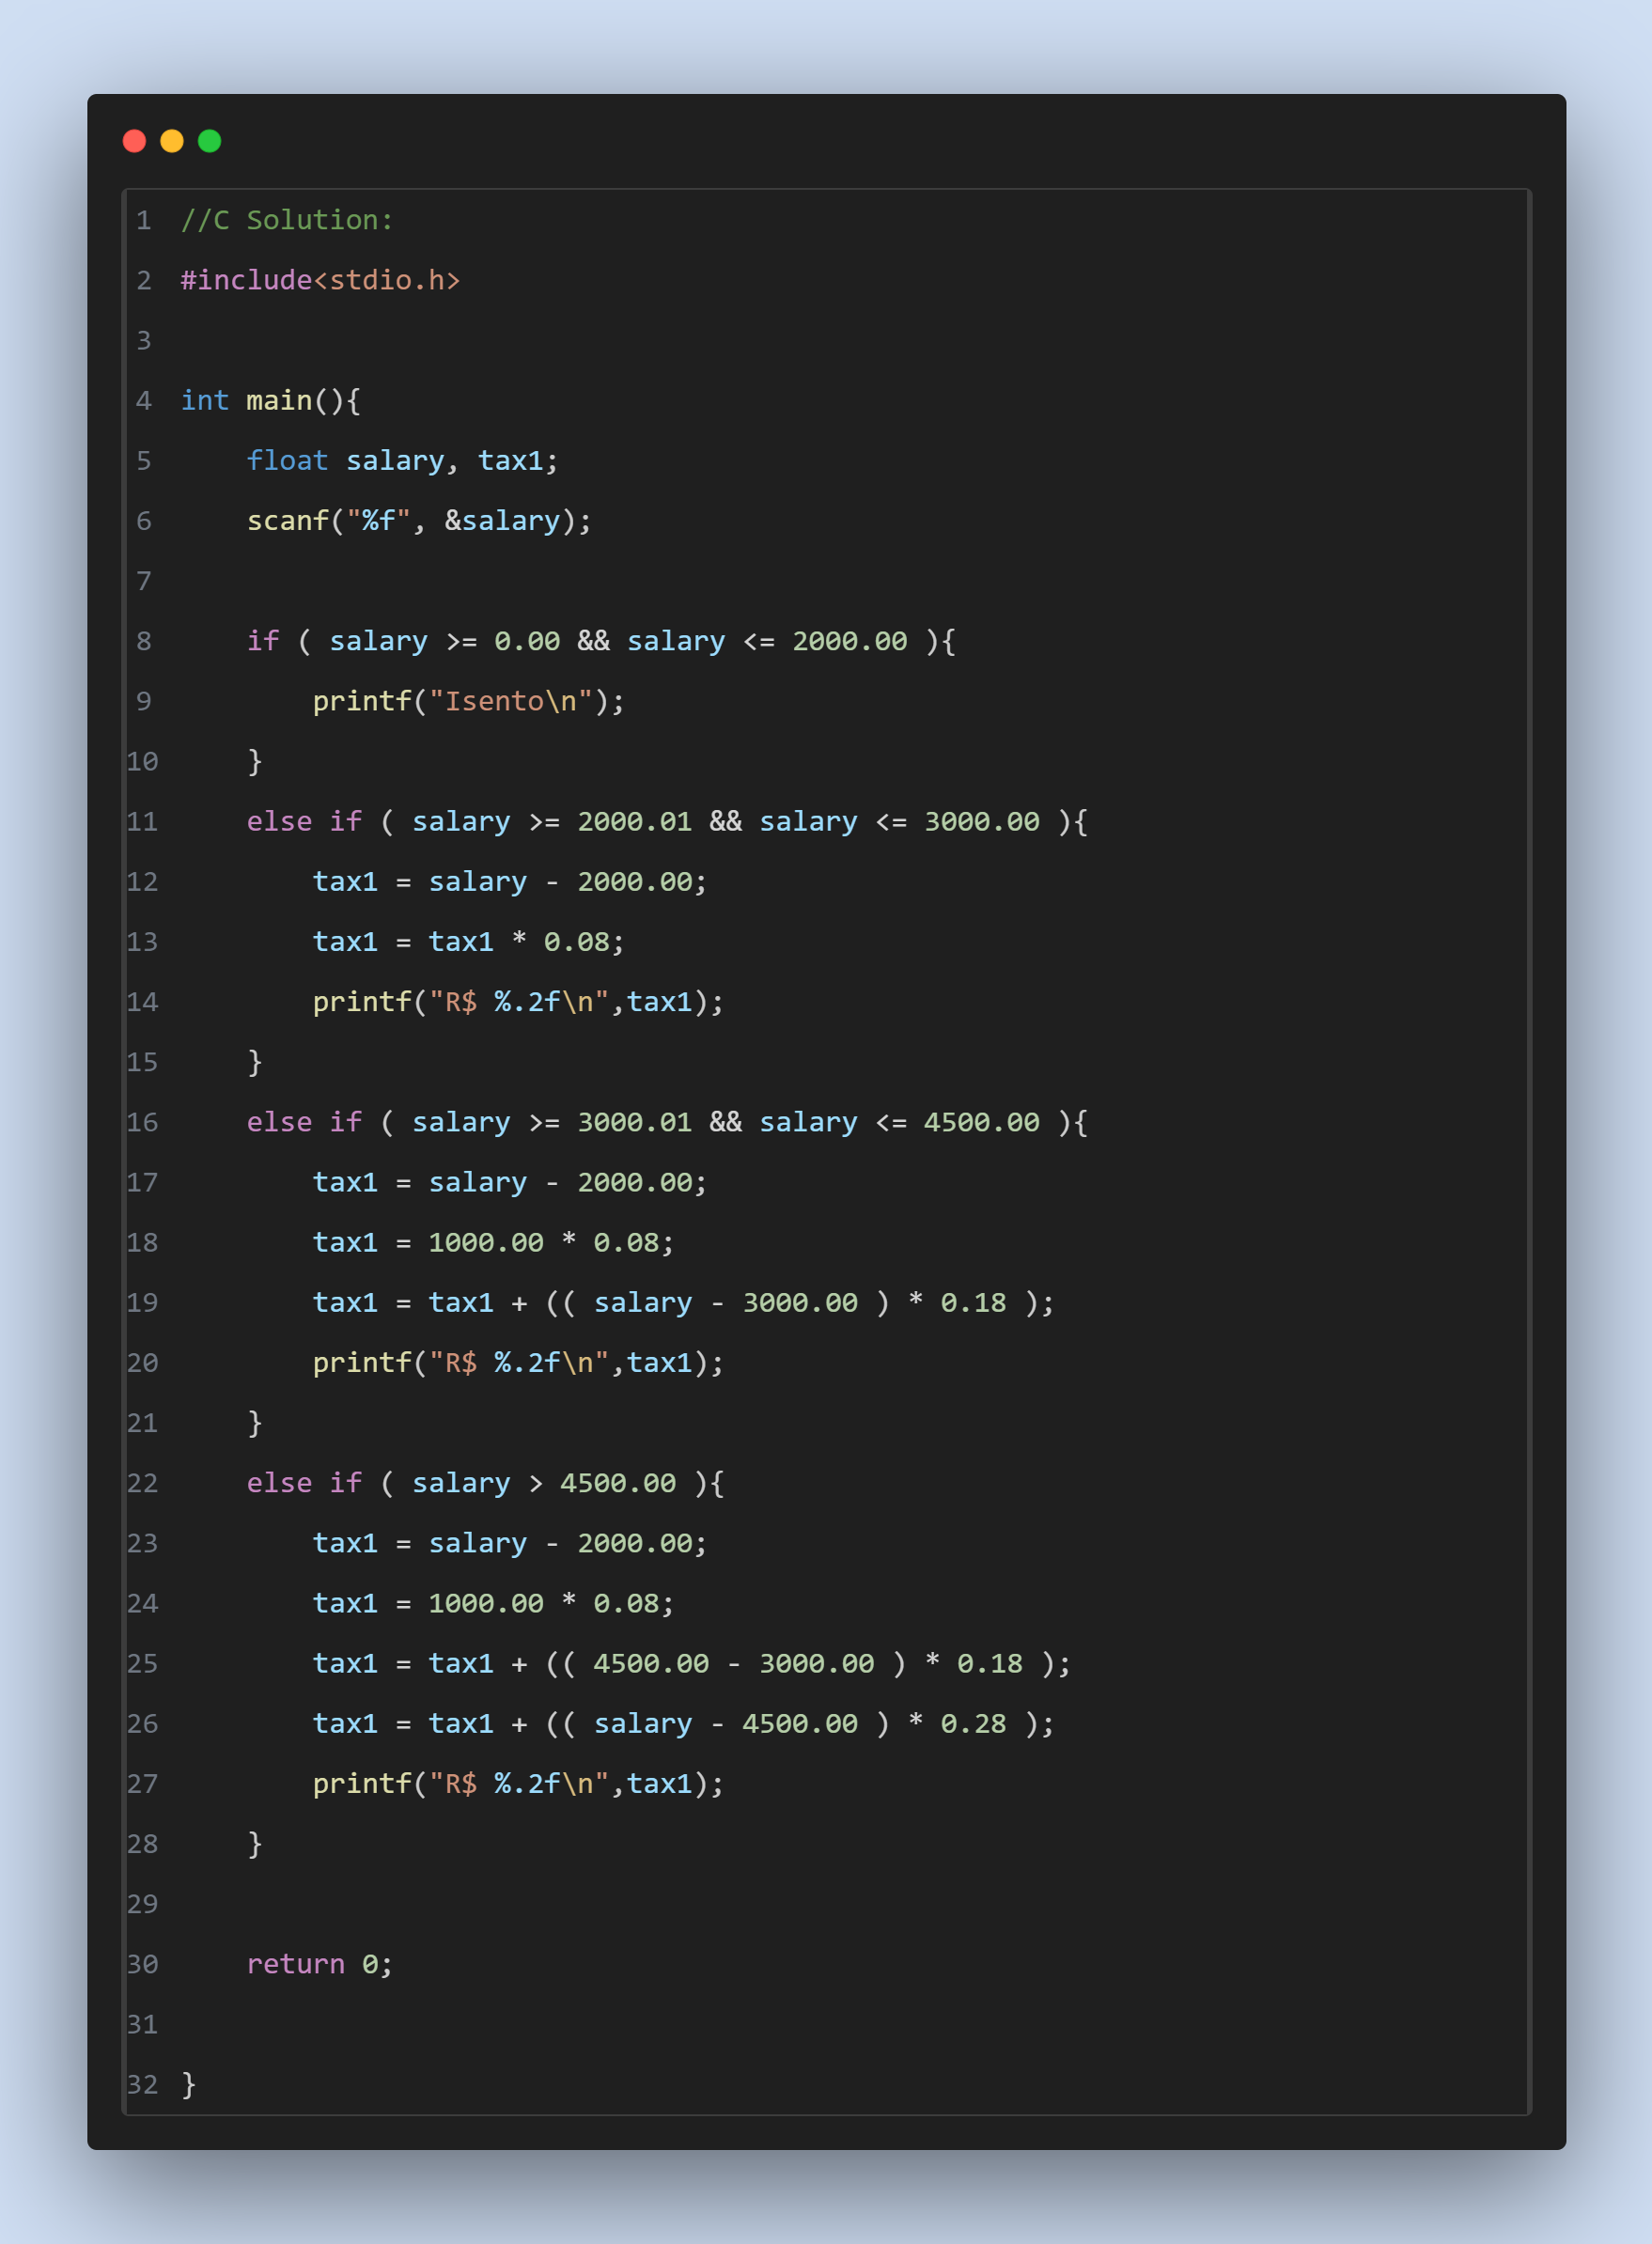 1 //C Solution:
2 #include<stdio.h>
3
4 int main(){
5     float salary, tax1;
6     scanf("%f", &salary);
7
8     if ( salary >= 0.00 && salary <= 2000.00 ){
9         printf("Isento\n");
10     }
11     else if ( salary >= 2000.01 && salary <= 3000.00 ){
12         tax1 = salary - 2000.00;
13         tax1 = tax1 * 0.08;
14         printf("R$ %.2f\n",tax1);
15     }
16     else if ( salary >= 3000.01 && salary <= 4500.00 ){
17         tax1 = salary - 2000.00;
18         tax1 = 1000.00 * 0.08;
19         tax1 = tax1 + (( salary - 3000.00 ) * 0.18 );
20         printf("R$ %.2f\n",tax1);
21     }
22     else if ( salary > 4500.00 ){
23         tax1 = salary - 2000.00;
24         tax1 = 1000.00 * 0.08;
25         tax1 = tax1 + (( 4500.00 - 3000.00 ) * 0.18 );
26         tax1 = tax1 + (( salary - 4500.00 ) * 0.28 );
27         printf("R$ %.2f\n",tax1);
28     }
29
30     return 0;
31
32 }